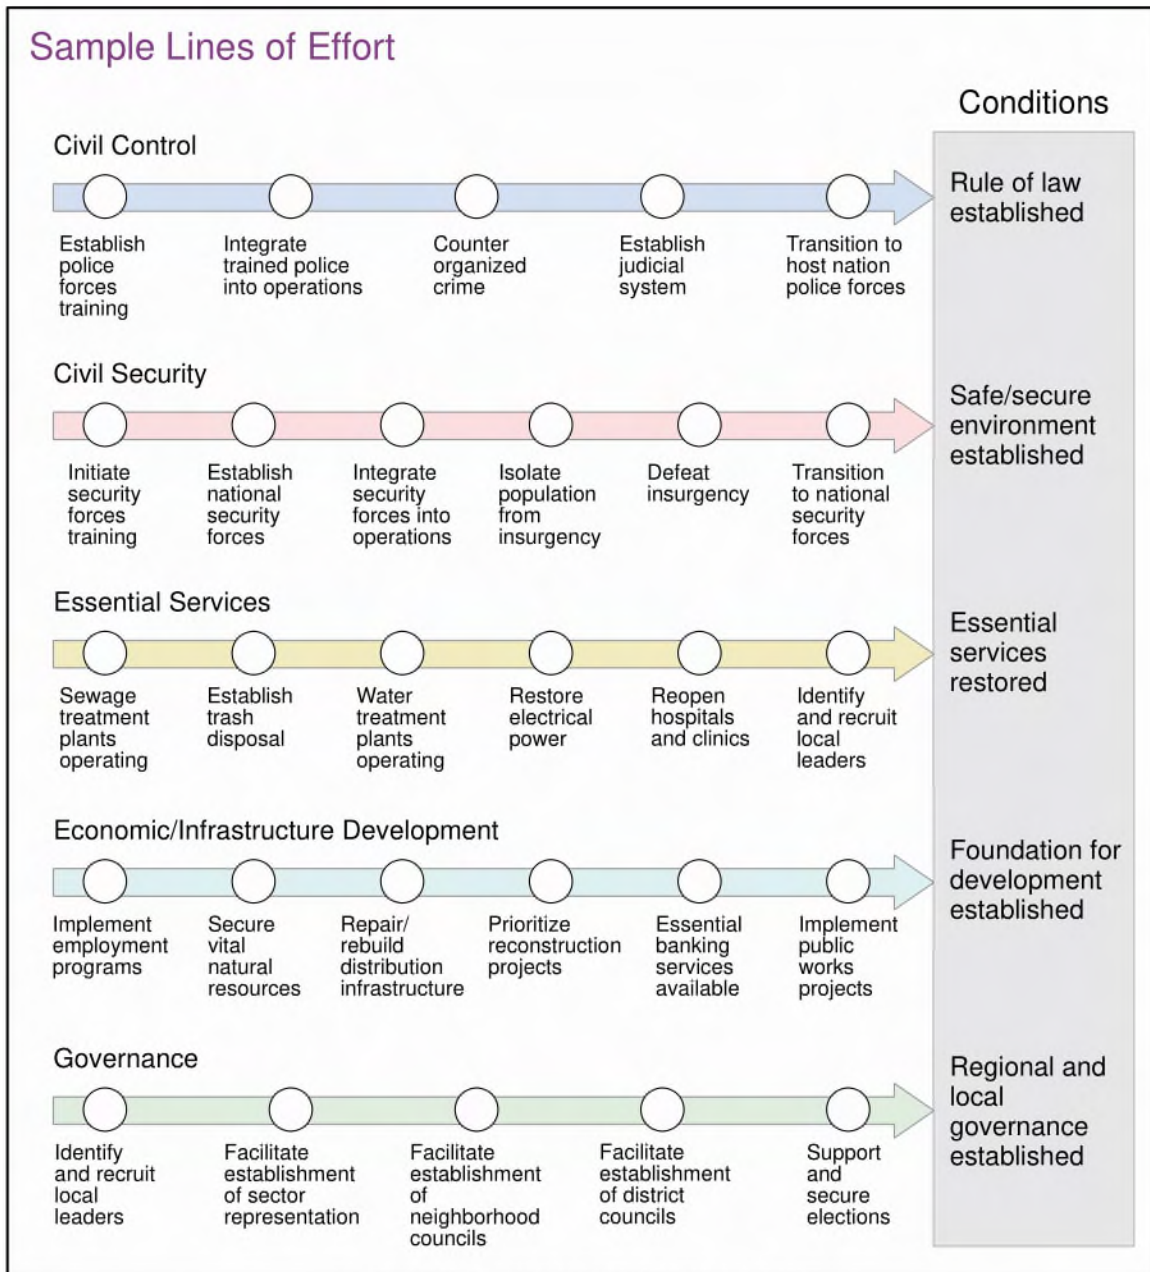 Sample Lines of Effort
Conditions
Civil Control
Establish
police
forces
training
Integrate
trained police
into operations
Counter
organized
crime
Establish
judicial
system
Transition to
host nation
police forces
Rule of law
established
Civil Security
Initiate
security
forces
training
Establish
national
security
forces
Integrate
security
forces into
operations
Isolate
population
from
insurgency
Defeat
insurgency
Transition
to national
security
forces
Safe/secure
environment
established
Essential Services
Sewage
treatment
plants
operating
Establish
trash
disposal
Water
treatment
plants
operating
Restore
electrical
power
Reopen
hospitals
and clinics
Identify
and recruit
local
leaders
Essential
services
restored
Economic/Infrastructure Development
Implement
employment
programs
Secure
vital
natural
resources
Repair/
rebuild
distribution
infrastructure
Prioritize
reconstruction
projects
Essential
banking
services
available
Implement
public
works
projects
Foundation for
development
established
Governance
Identify
and recruit
local
leaders
Facilitate
establishment
of sector
representation
Facilitate
establishment
of
neighborhood
councils
Facilitate
establishment
of district
councils
Support
and
secure
elections
Regional and
local
governance
established